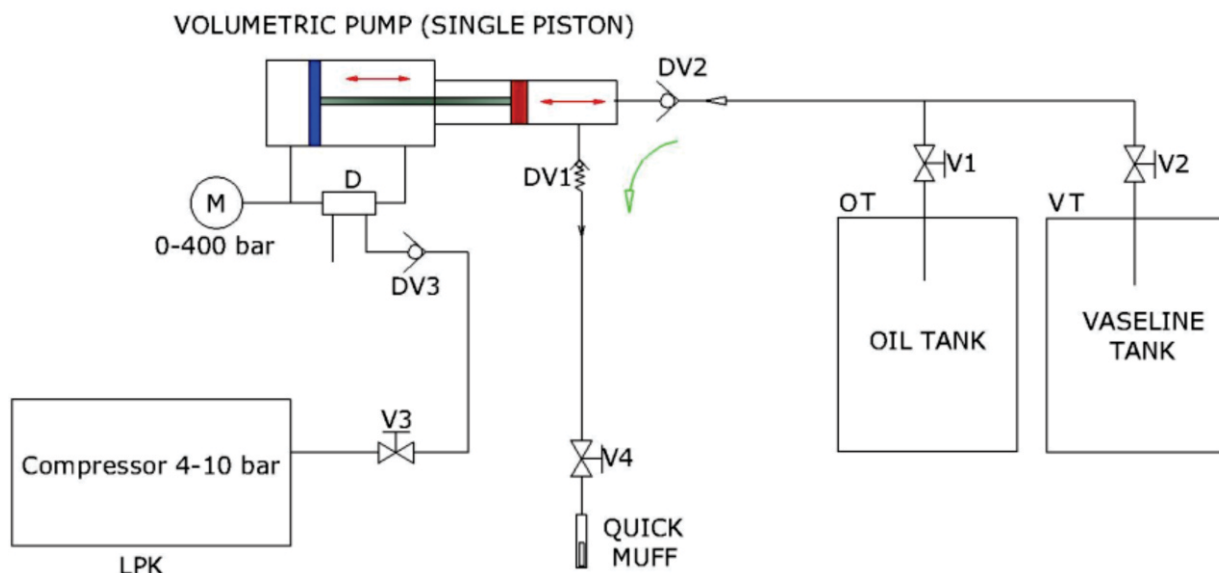 VOLUMETRIC PUMP (SINGLE PISTON)
DV2
D
DV1
V1
V2
M
OT
VT
0-400 bar
DV3
OIL TANK
VASELINE
TANK
V3
Compressor 4-10 bar
V4
QUICK
MUFF
LPK